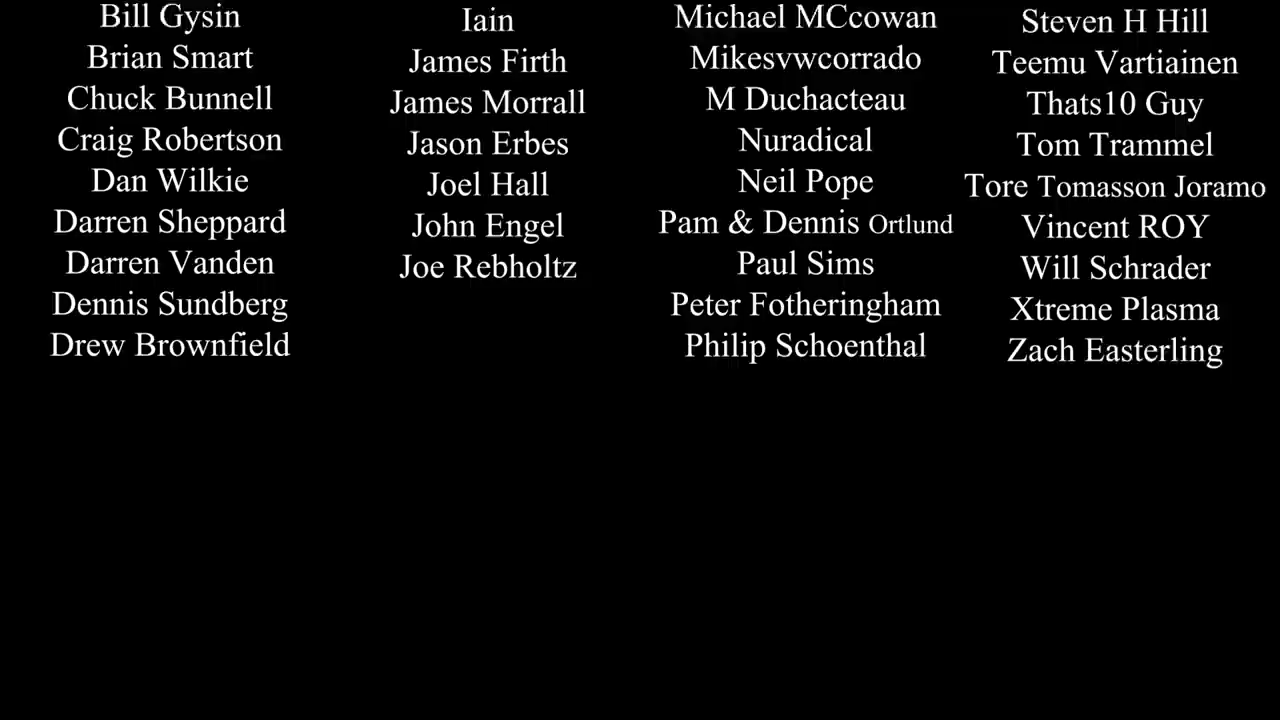 Bill Gysin
Brian Smart
Chuck Bunnell
Craig Robertson
Dan Wilkie
Darren Sheppard
Darren Vanden
Dennis Sundberg
Drew Brownfield
Iain
James Firth
James Morrall
Jason Erbes
Joel Hall
John Engel
Joe Rebholtz
Michael MCcowan
Mikesvwcorrado
M Duchacteau
Nuradical
Neil Pope
Pam & Dennis Ortlund
Paul Sims
Peter Fotheringham
Philip Schoenthal
Steven H Hill
Teemu Vartiainen
Thats10 Guy
Tom Trammel
Tore Tomasson Joramo
Vincent ROY
Will Schrader
Xtreme Plasma
Zach Easterling